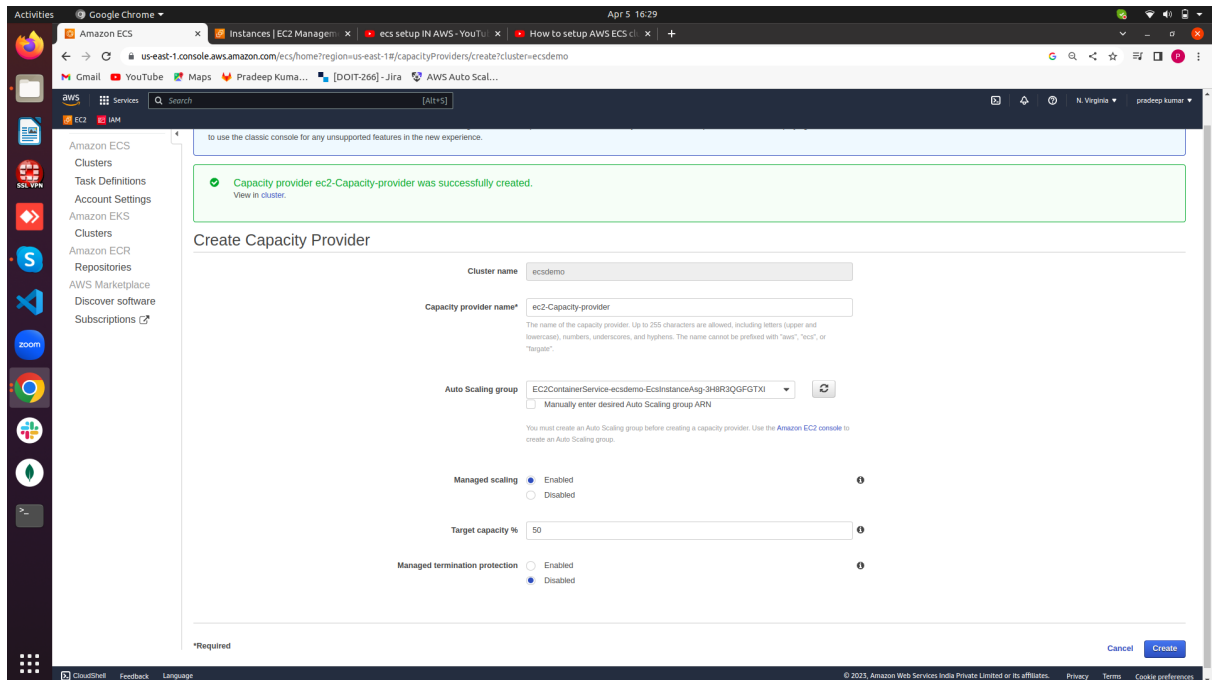 Activities
Google Chrome
Apr 5 16:29
Amazon ECS
Instances | EC2 Managem
ecs setup IN AWS - YouTu
How to setup AWS ECS cl
us-east-1.console.aws.amazon.com/ecs/home?region=us-east-1#/capacityProviders/create?cluster=ecsdemo
Gmail
YouTube
Maps
Pradeep Kuma...
[DOIT-266] - Jira
AWS Auto Scal...
aws
Services
Search
[Alt+S]
N. Virginia
pradeep kumar
EC2
IAM
to use the classic console for any unsupported features in the new experience.
Amazon ECS
Clusters
Task Definitions
Account Settings
Amazon EKS
Clusters
Amazon ECR
Repositories
AWS Marketplace
Discover software
Subscriptions
SSL VPN
zoom
Capacity provider ec2-Capacity-provider was successfully created.
View in cluster.
Create Capacity Provider
Cluster name
ecsdemo
Capacity provider name*
ec2-Capacity-provider
The name of the capacity provider. Up to 255 characters are allowed, including letters (upper and
lowercase), numbers, underscores, and hyphens. The name cannot be prefixed with "aws", "ecs", or
"fargate".
Auto Scaling group
EC2ContainerService-ecsdemo-EcsInstanceAsg-3H8R3QGFGTXI
Manually enter desired Auto Scaling group ARN
You must create an Auto Scaling group before creating a capacity provider. Use the Amazon EC2 console to
create an Auto Scaling group.
Managed scaling
Enabled
Disabled
Target capacity %
50
Managed termination protection
Enabled
Disabled
*Required
Cancel
Create
CloudShell
Feedback
Language
© 2023, Amazon Web Services India Private Limited or its affiliates.
Privacy
Terms
Cookie preferences